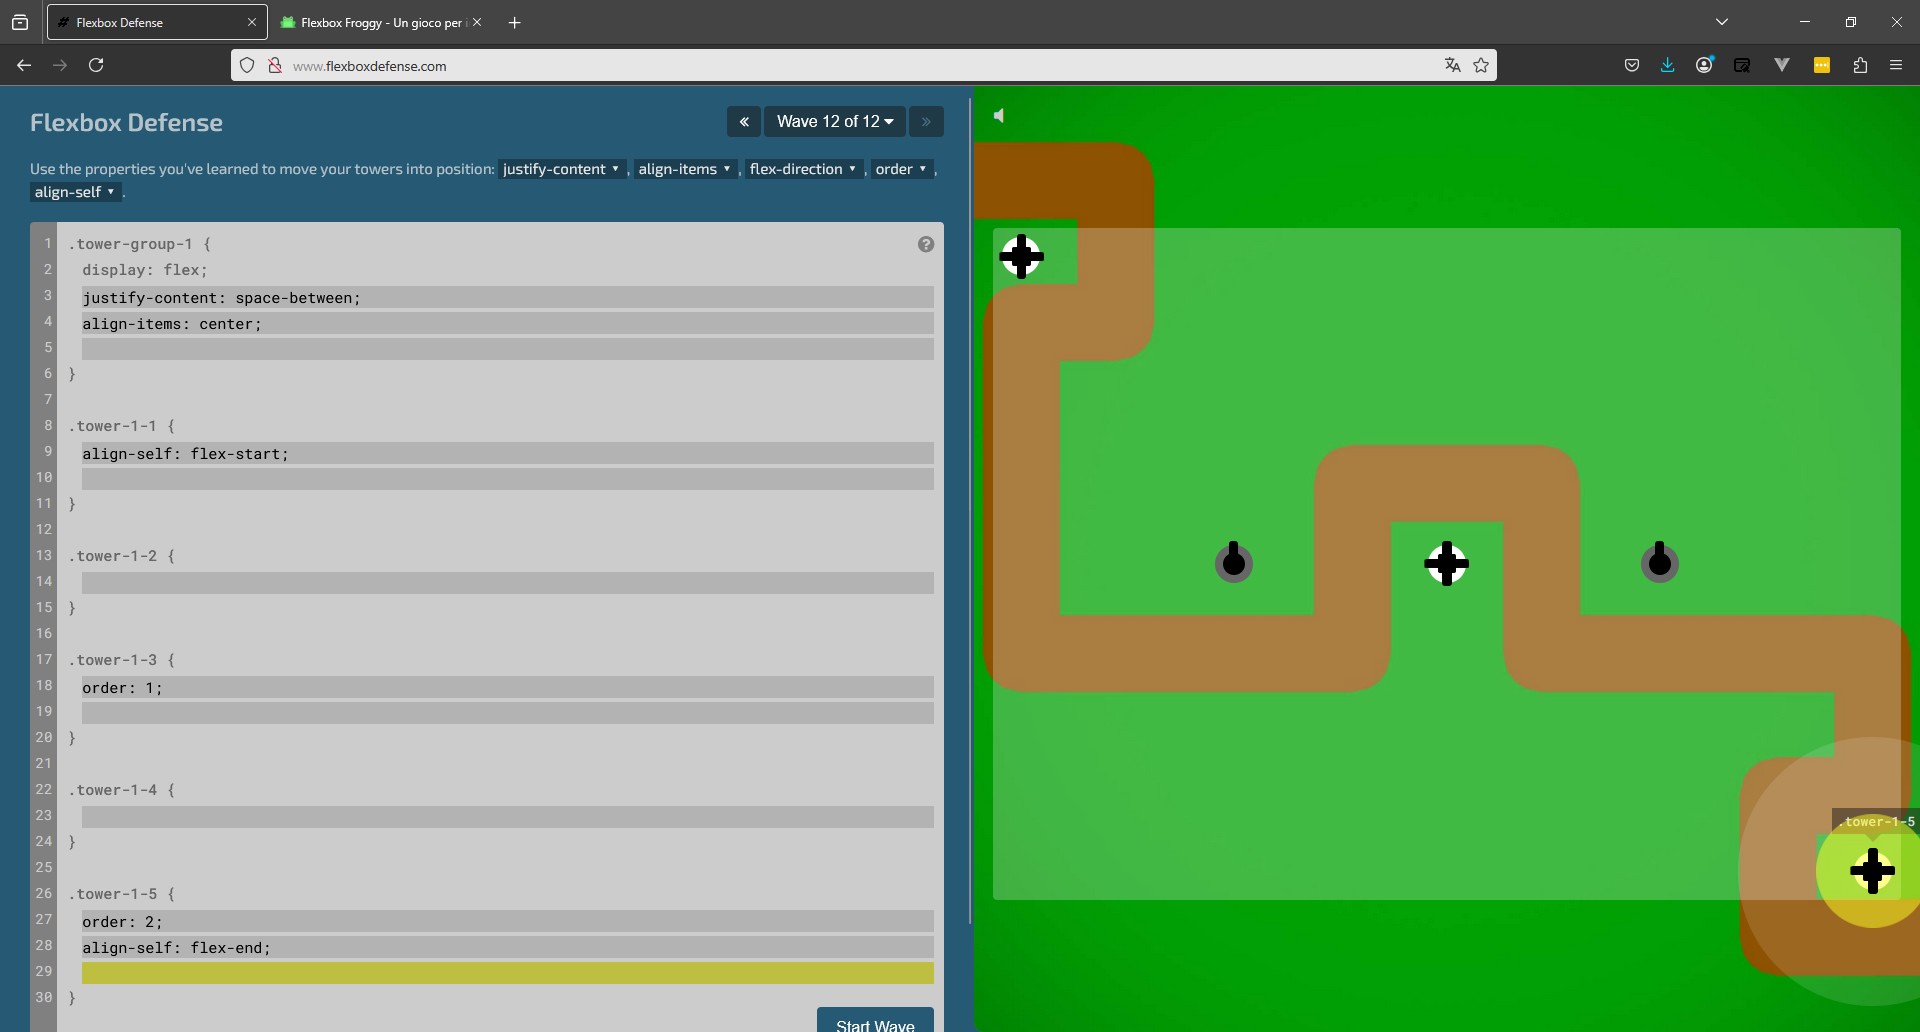 Flexbox Defense
Flexbox Froggy - Un gioco per i
www.flexboxdefense.com
Flexbox Defense
«
Wave 12 of 12
»
Use the properties you've learned to move your towers into position: justify-content ▼, align-items ▼, flex-direction ▼, order ▼,
align-self ▼.
1 .tower-group-1 {
2 display: flex;
3 justify-content: space-between;
4 align-items: center;
5
6 }
7
8 .tower-1-1 {
9 align-self: flex-start;
10
11 }
12
13 .tower-1-2 {
14
15 }
16
17 .tower-1-3 {
18 order: 1;
19
20 }
21
22 .tower-1-4 {
23
24 }
25
26 .tower-1-5 {
27 order: 2;
28 align-self: flex-end;
29
30 }
Start Wave
.tower-1-5